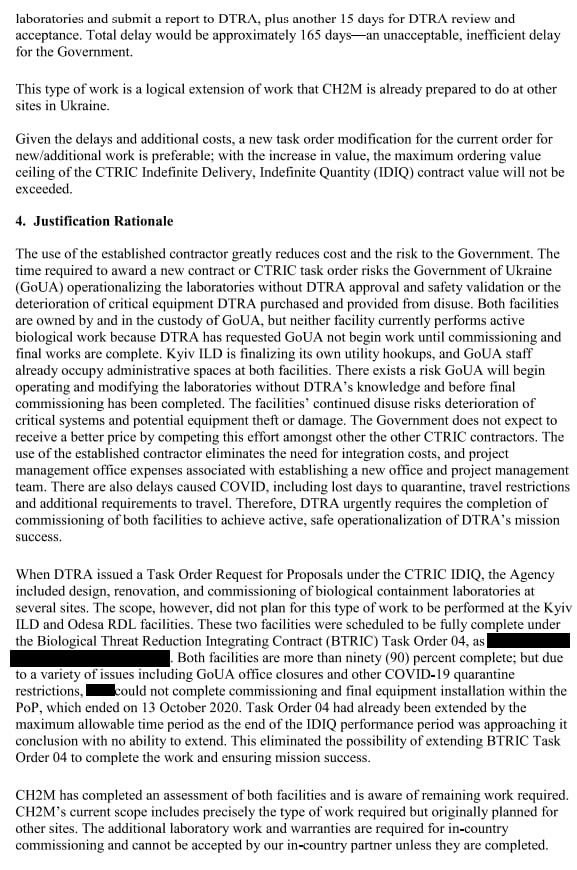 laboratories and submit a report to DTRA, plus another 15 days for DTRA review and
acceptance. Total delay would be approximately 165 days—an unacceptable, inefficient delay
for the Government.
This type of work is a logical extension of work that CH2M is already prepared to do at other
sites in Ukraine.
Given the delays and additional costs, a new task order modification for the current order for
new/additional work is preferable; with the increase in value, the maximum ordering value
ceiling of the CTRIC Indefinite Delivery, Indefinite Quantity (IDIQ) contract value will not be
exceeded.
4. Justification Rationale
The use of the established contractor greatly reduces cost and the risk to the Government. The
time required to award a new contract or CTRIC task order risks the Government of Ukraine
(GoUA) operationalizing the laboratories without DTRA approval and safety validation or the
deterioration of critical equipment DTRA purchased and provided from disuse. Both facilities
are owned by and in the custody of GoUA, but neither facility currently performs active
biological work because DTRA has requested GoUA not begin work until commissioning and
final works are complete. Kyiv ILD is finalizing its own utility hookups, and GoUA staff
already occupy administrative spaces at both facilities. There exists a risk GoUA will begin
operating and modifying the laboratories without DTRA's knowledge and before final
commissioning has been completed. The facilities' continued disuse risks deterioration of
critical systems and potential equipment theft or damage. The Government does not expect to
receive a better price by competing this effort amongst other the other CTRIC contractors. The
use of the established contractor eliminates the need for integration costs, and project
management office expenses associated with establishing a new office and project management
team. There are also delays caused COVID, including lost days to quarantine, travel restrictions
and additional requirements to travel. Therefore, DTRA urgently requires the completion of
commissioning of both facilities to achieve active, safe operationalization of DTRA's mission
success.
When DTRA issued a Task Order Request for Proposals under the CTRIC IDIQ, the Agency
included design, renovation, and commissioning of biological containment laboratories at
several sites. The scope, however, did not plan for this type of work to be performed at the Kyiv
ILD and Odesa RDL facilities. These two facilities were scheduled to be fully complete under
the Biological Threat Reduction Integrating Contract (BTRIC) Task Order 04, as
. Both facilities are more than ninety (90) percent complete; but due
to a variety of issues including GoUA office closures and other COVID-19 quarantine
restrictions, could not complete commissioning and final equipment installation within the
PoP, which ended on 13 October 2020. Task Order 04 had already been extended by the
maximum allowable time period as the end of the IDIQ performance period was approaching it
conclusion with no ability to extend. This eliminated the possibility of extending BTRIC Task
Order 04 to complete the work and ensuring mission success.
CH2M has completed an assessment of both facilities and is aware of remaining work required.
CH2M's current scope includes precisely the type of work required but originally planned for
other sites. The additional laboratory work and warranties are required for in-country
commissioning and cannot be accepted by our in-country partner unless they are completed.